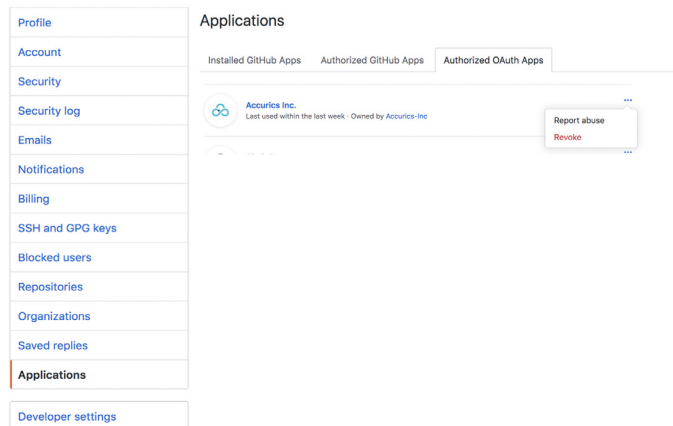 Profile
Account
Security
Security log
Emails
Notifications
Billing
SSH and GPG keys
Blocked users
Repositories
Organizations
Saved replies
Applications
Developer settings
Applications
Installed GitHub Apps
Authorized GitHub Apps
Authorized OAuth Apps
Accurics Inc.
Last used within the last week · Owned by Accurics-Inc
...
Report abuse
Revoke
...